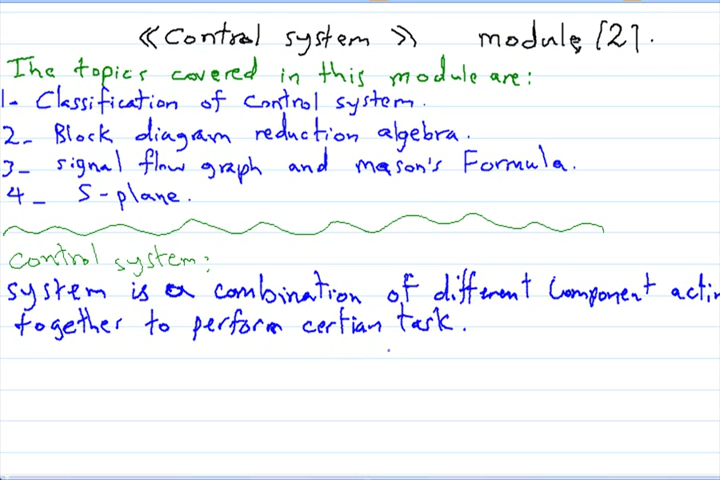 《Control system》 module [2].
The topics covered in this module are:
1- Classification of control system.
2- Block diagram reduction algebra.
3- signal flow graph and mason's Formula.
4- S-plane.
control system:
system is a combination of different Component actin
together to perform certian task.